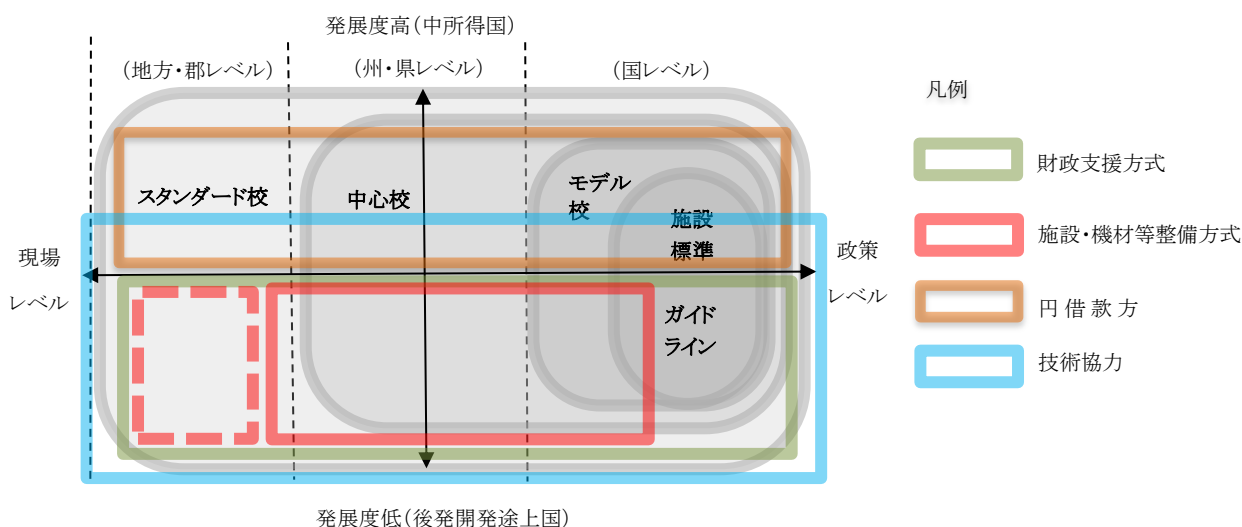 発展度高(中所得国)
(地方・郡レベル)
(州・県レベル)
(国レベル)
凡例
財政支援方式
スタンダード校
中心校
モデル
校
施設
標準
施設・機材等整備方式
現場
レベル
政策
レベル
ガイド
ライン
円 借 款 方
技術協力
発展度低(後発開発途上国)